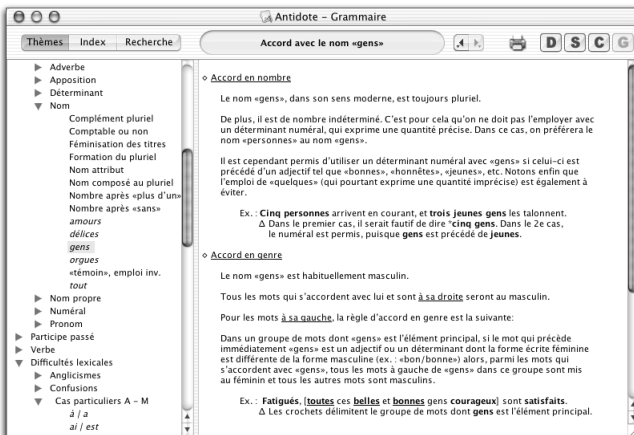 Antidote – Grammaire
Thèmes Index Recherche
Accord avec le nom «gens»
D S C G
Adverbe
Apposition
Déterminant
Nom
Complément pluriel
Comptable ou non
Féminisation des titres
Formation du pluriel
Nom attribut
Nom composé au pluriel
Nombre après «plus d'un»
Nombre après «sans»
amours
délices
gens
orgues
«témoin», emploi inv.
tout
Nom propre
Numéral
Pronom
Participe passé
Verbe
Difficultés lexicales
Anglicismes
Confusions
Cas particuliers A – M
à / a
ai / est
Accord en nombre
Le nom «gens», dans son sens moderne, est toujours pluriel.
De plus, il est de nombre indéterminé. C'est pour cela qu'on ne doit pas l'employer avec
un déterminant numéral, qui exprime une quantité précise. Dans ce cas, on préférera le
nom «personnes» au nom «gens».
Il est cependant permis d'utiliser un déterminant numéral avec «gens» si celui-ci est
précédé d'un adjectif tel que «bonnes», «honnêtes», «jeunes», etc. Notons enfin que
l'emploi de «quelques» (qui pourtant exprime une quantité imprécise) est également à
éviter.
Ex. : Cinq personnes arrivent en courant, et trois jeunes gens les talonnent.
Δ Dans le premier cas, il serait fautif de dire *cinq gens. Dans le 2e cas,
le numéral est permis, puisque gens est précédé de jeunes.
Accord en genre
Le nom «gens» est habituellement masculin.
Tous les mots qui s'accordent avec lui et sont à sa droite seront au masculin.
Pour les mots à sa gauche, la règle d'accord en genre est la suivante:
Dans un groupe de mots dont «gens» est l'élément principal, si le mot qui précède
immédiatement «gens» est un adjectif ou un déterminant dont la forme écrite féminine
est différente de la forme masculine (ex. : «bon/bonne») alors, parmi les mots qui
s'accordent avec «gens», tous les mots à gauche de «gens» dans ce groupe sont mis
au féminin et tous les autres mots sont masculins.
Ex. : Fatigués, [toutes ces belles et bonnes gens courageux] sont satisfaits.
Δ Les crochets délimitent le groupe de mots dont gens est l'élément principal.